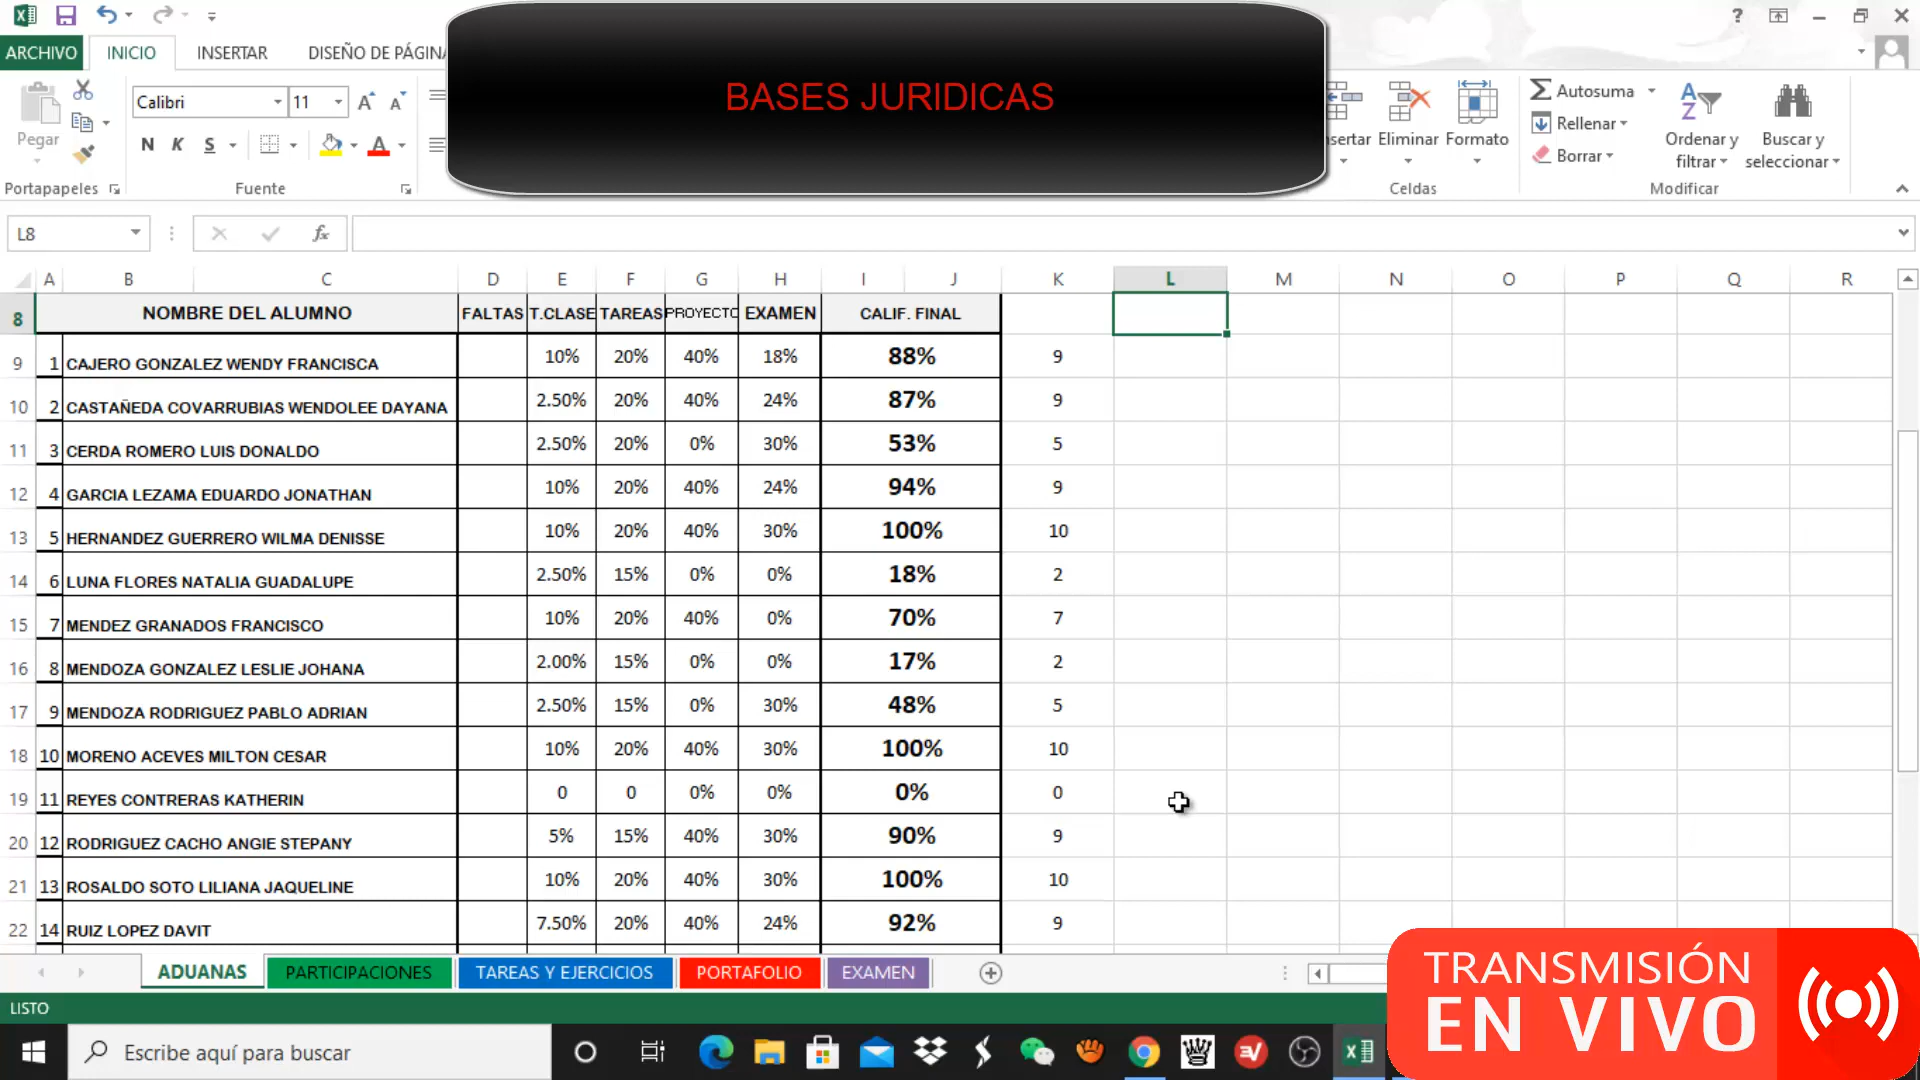 ? 
ARCHIVO INICIO INSERTAR DISEÑO DE PÁGINA
BASES JURIDICAS
Pegar
Calibri 11
N K S
Portapapeles Fuente
Insertar Eliminar Formato
Celdas
Autosuma
Rellenar
Borrar
Ordenar y filtrar
Buscar y seleccionar
Modificar
L8 fx
A B C D E F G H I J K L M N O P Q R
8 NOMBRE DEL ALUMNO FALTAS T.CLASE TAREAS PROYECTO EXAMEN CALIF. FINAL
9 1 CAJERO GONZALEZ WENDY FRANCISCA 10% 20% 40% 18% 88% 9
10 2 CASTAÑEDA COVARRUBIAS WENDOLEE DAYANA 2.50% 20% 40% 24% 87% 9
11 3 CERDA ROMERO LUIS DONALDO 2.50% 20% 0% 30% 53% 5
12 4 GARCIA LEZAMA EDUARDO JONATHAN 10% 20% 40% 24% 94% 9
13 5 HERNANDEZ GUERRERO WILMA DENISSE 10% 20% 40% 30% 100% 10
14 6 LUNA FLORES NATALIA GUADALUPE 2.50% 15% 0% 0% 18% 2
15 7 MENDEZ GRANADOS FRANCISCO 10% 20% 40% 0% 70% 7
16 8 MENDOZA GONZALEZ LESLIE JOHANA 2.00% 15% 0% 0% 17% 2
17 9 MENDOZA RODRIGUEZ PABLO ADRIAN 2.50% 15% 0% 30% 48% 5
18 10 MORENO ACEVES MILTON CESAR 10% 20% 40% 30% 100% 10
19 11 REYES CONTRERAS KATHERIN 0 0 0% 0% 0% 0
20 12 RODRIGUEZ CACHO ANGIE STEPANY 5% 15% 40% 30% 90% 9
21 13 ROSALDO SOTO LILIANA JAQUELINE 10% 20% 40% 30% 100% 10
22 14 RUIZ LOPEZ DAVIT 7.50% 20% 40% 24% 92% 9
ADUANAS PARTICIPACIONES TAREAS Y EJERCICIOS PORTAFOLIO EXAMEN
LISTO
TRANSMISIÓN
EN VIVO
Escribe aquí para buscar